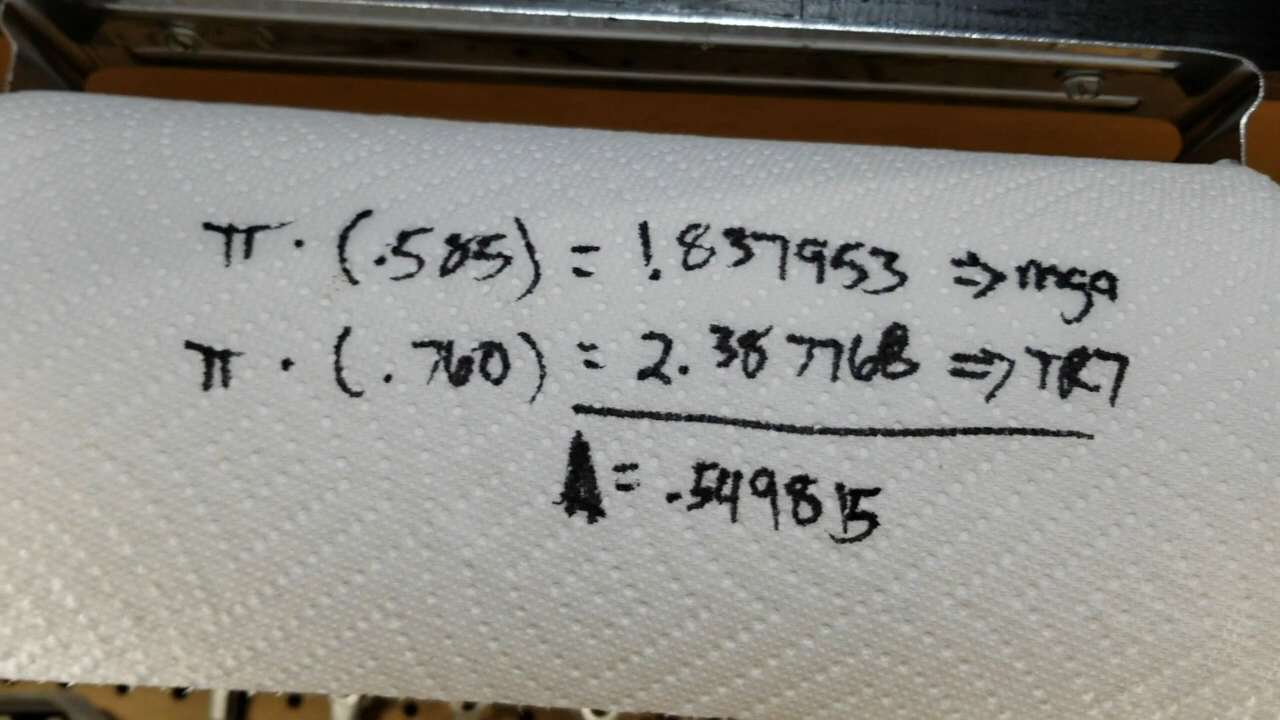 π · (.585) = 1.837953 ⇒ mga
π · (.760) = 2.387768 ⇒ TR7
Δ = .549815